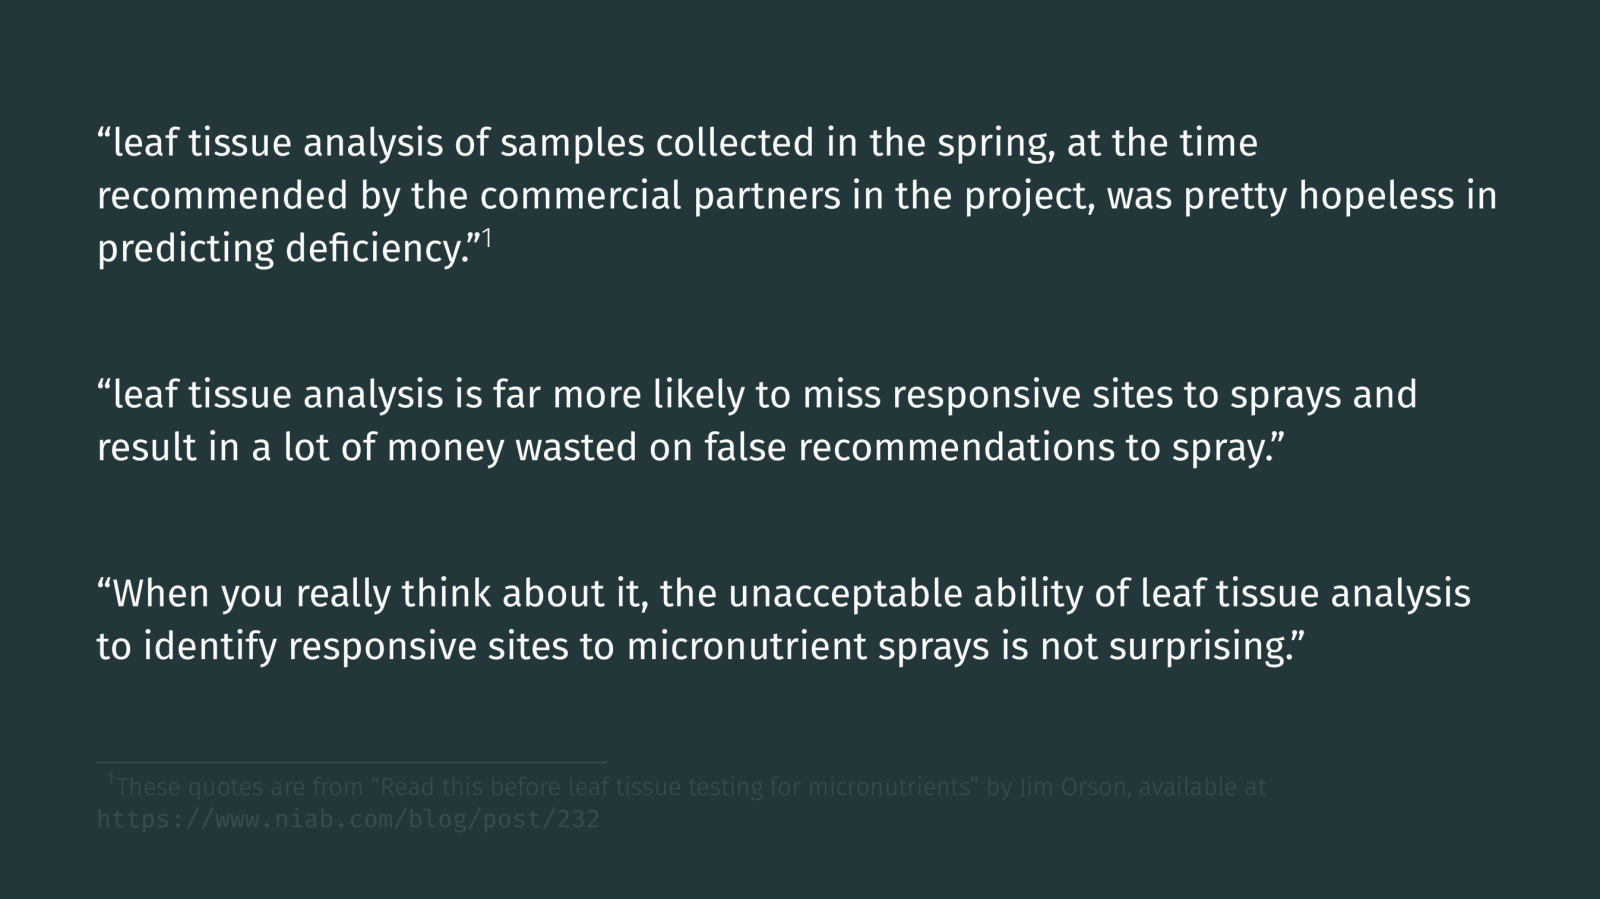 “leaf tissue analysis of samples collected in the spring, at the time
recommended by the commercial partners in the project, was pretty hopeless in
predicting deficiency.”1
“leaf tissue analysis is far more likely to miss responsive sites to sprays and
result in a lot of money wasted on false recommendations to spray.”
“When you really think about it, the unacceptable ability of leaf tissue analysis
to identify responsive sites to micronutrient sprays is not surprising.”
1These quotes are from “Read this before leaf tissue testing for micronutrients” by Jim Orson, available at
https://www.niab.com/blog/post/232